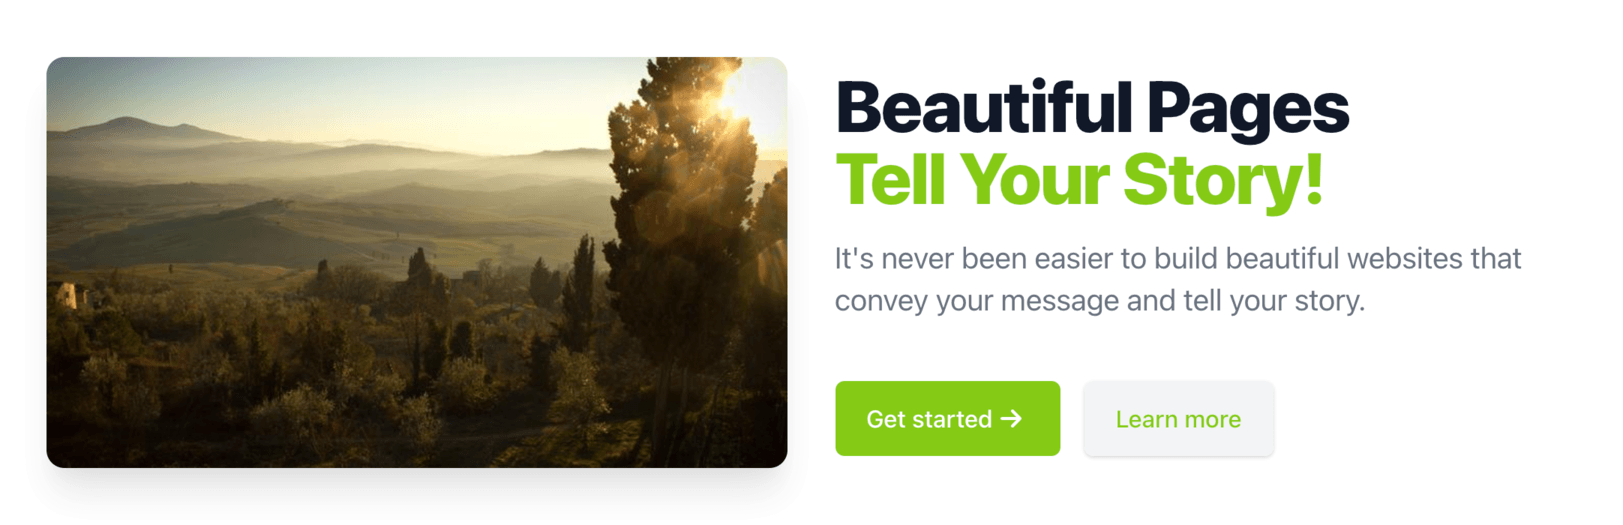 Beautiful Pages
Tell Your Story!
It's never been easier to build beautiful websites that
convey your message and tell your story.
Get started →
Learn more